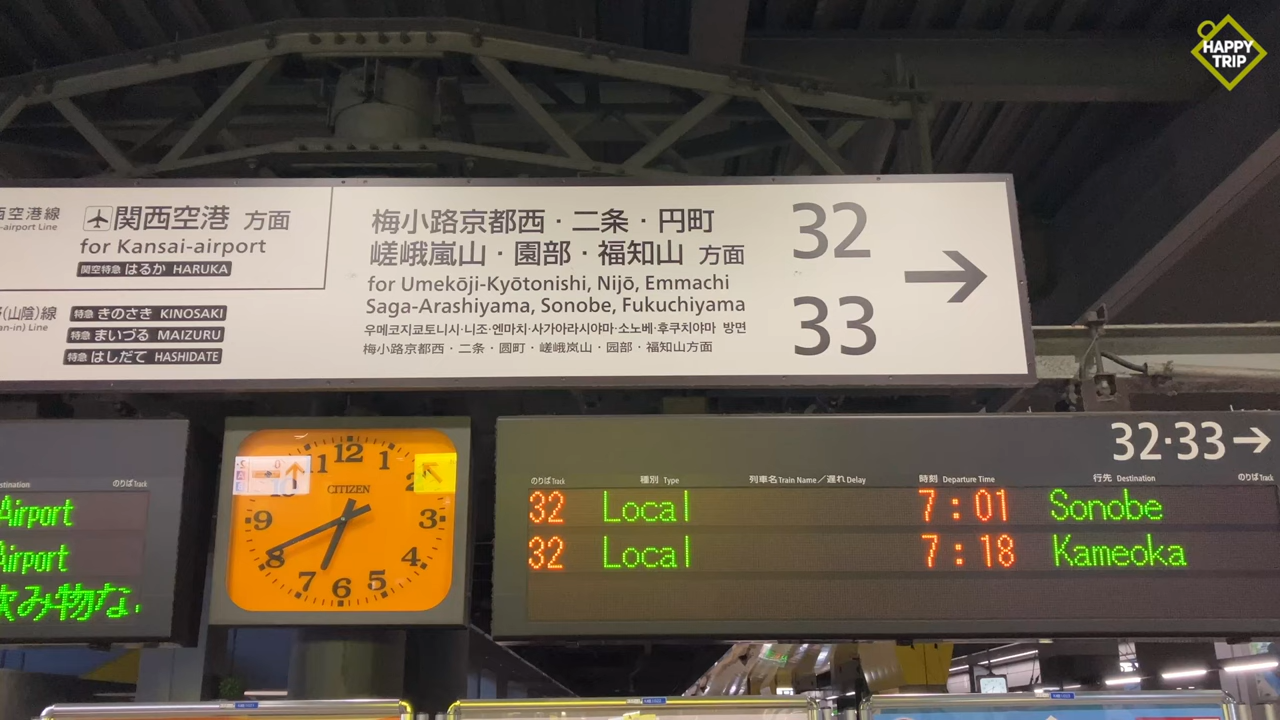 HAPPY
TRIP
西空港線
-airport Line
関西空港 方面
for Kansai-airport
関空特急 はるか HARUKA
(山陰)線
an-in) Line
特急 きのさき KINOSAKI
特急 まいづる MAIZURU
特急 はしだて HASHIDATE
梅小路京都西・二条・円町
嵯峨嵐山・園部・福知山 方面
for Umekōji-Kyōtonishi, Nijō, Emmachi
Saga-Arashiyama, Sonobe, Fukuchiyama
우메코지쿄토니시·니조·엔마치·사가아라시야마·소노베·후쿠치야마 방면
梅小路京都西・二条・圆町・嵯峨岚山・园部・福知山方面
32
33
stination のりば Track
Airport
Airport
飲み物な
12 1 2 3 4 5 6 7 8 9 10 11
CITIZEN
32·33
のりば Track 種別 Type 列車名 Train Name／遅れ Delay 時刻 Departure Time 行先 Destination のりば Track
32 Local 7:01 Sonobe
32 Local 7:18 Kameoka